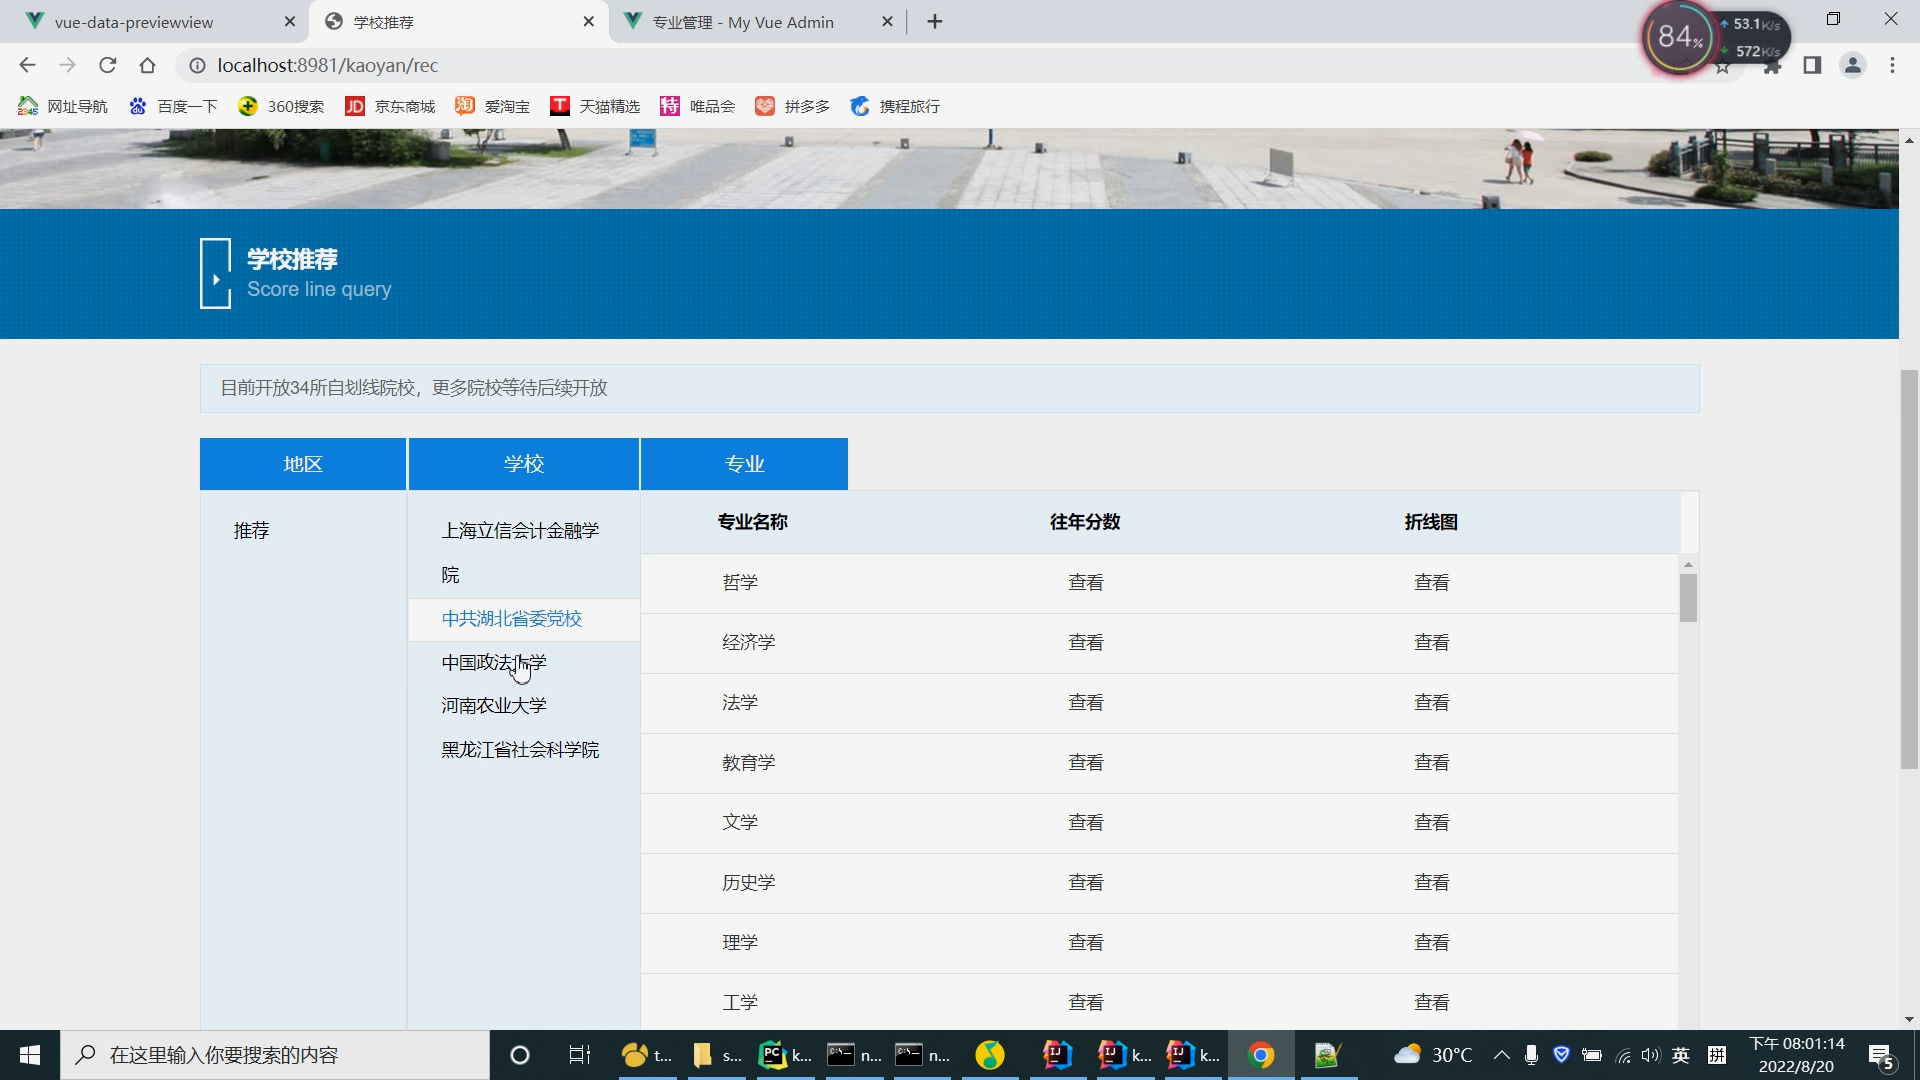 vue-data-previewview
学校推荐
专业管理 - My Vue Admin
84%
53.1K/s
572K/s
localhost:8981/kaoyan/rec
网址导航
百度一下
360搜索
JD 京东商城
淘 爱淘宝
T 天猫精选
特 唯品会
拼多多
携程旅行
学校推荐
Score line query
目前开放34所自划线院校，更多院校等待后续开放
地区 学校 专业
推荐
上海立信会计金融学
院
中共湖北省委党校
中国政法大学
河南农业大学
黑龙江省社会科学院
专业名称 往年分数 折线图
哲学 查看 查看
经济学 查看 查看
法学 查看 查看
教育学 查看 查看
文学 查看 查看
历史学 查看 查看
理学 查看 查看
工学 查看 查看
在这里输入你要搜索的内容
t...
s...
PC k...
n...
n...
IJ
IJ k...
IJ k...
30°C
英
拼
下午 08:01:14
2022/8/20
5